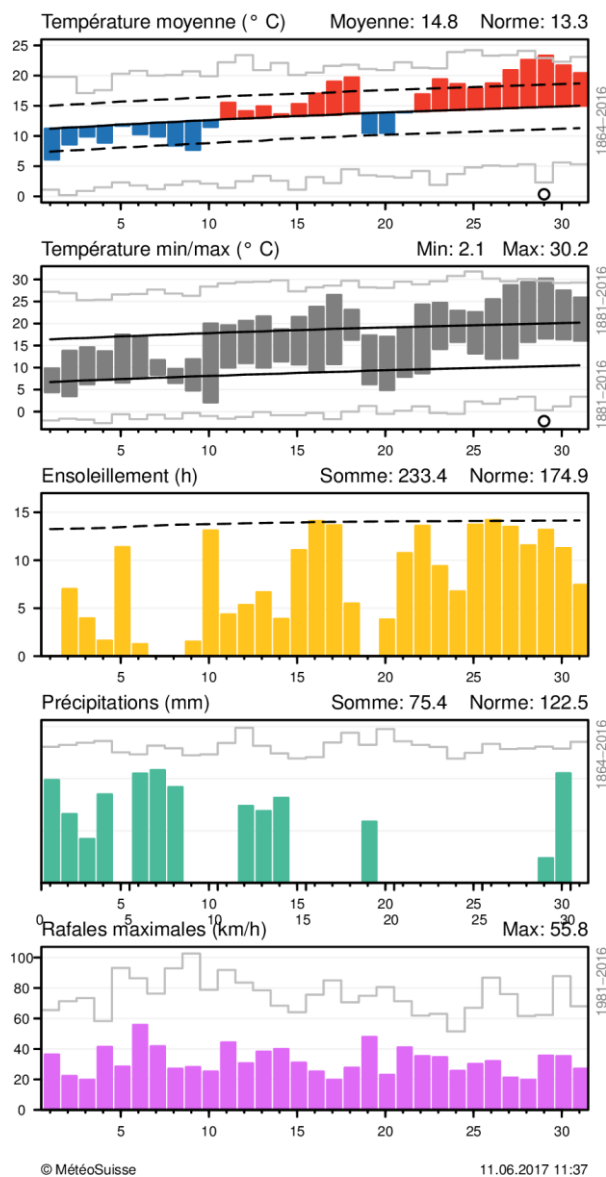 Température moyenne (° C) Moyenne: 14.8 Norme: 13.3
25
20
15
10
5
0
5 10 15 20 25 30
1864–2016
Température min/max (° C) Min: 2.1 Max: 30.2
30
25
20
15
10
5
0
5 10 15 20 25 30
1881–2016
1881–2016
Ensoleillement (h) Somme: 233.4 Norme: 174.9
15
10
5
0
5 10 15 20 25 30
Précipitations (mm) Somme: 75.4 Norme: 122.5
1864–2016
0 5 10 15 20 25 30
Rafales maximales (km/h) Max: 55.8
100
80
60
40
20
0
5 10 15 20 25 30
1981–2016
© MétéoSuisse 11.06.2017 11:37